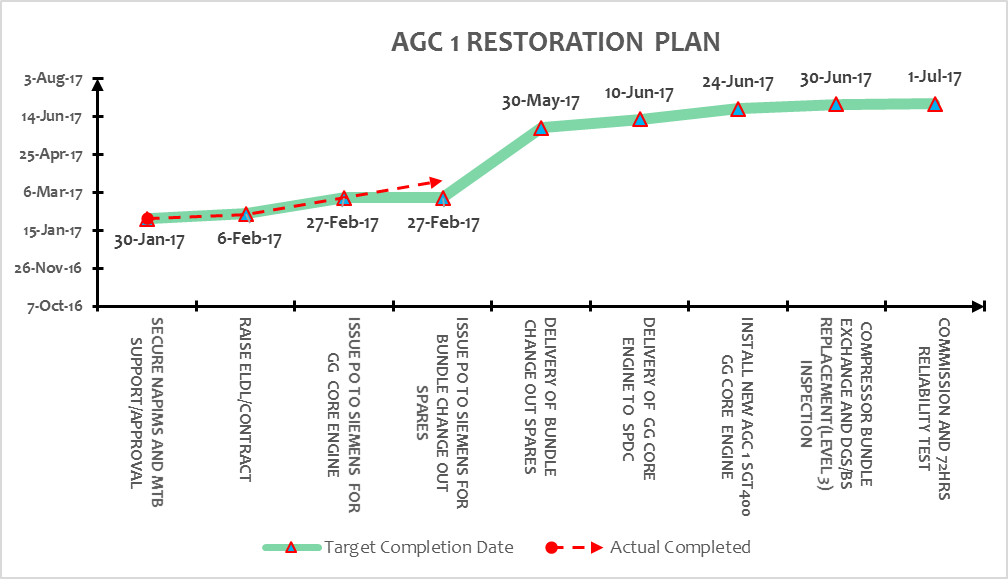 AGC 1 RESTORATION PLAN
3-Aug-17
14-Jun-17
25-Apr-17
6-Mar-17
15-Jan-17
26-Nov-16
7-Oct-16
30-Jan-17
6-Feb-17
27-Feb-17
27-Feb-17
30-May-17
10-Jun-17
24-Jun-17
30-Jun-17
1-Jul-17
SECURE NAPIMS AND MTB
SUPPORT/APPROVAL
RAISE ELDL/CONTRACT
ISSUE PO TO SIEMENS FOR
GG CORE ENGINE
ISSUE PO TO SIEMENS FOR
BUNDLE CHANGE OUT
SPARES
DELIVERY OF BUNDLE
CHANGE OUT SPARES
DELIVERY OF GG CORE
ENGINE TO SPDC
INSTALL NEW AGC 1 SGT400
GG CORE ENGINE
COMPRESSOR BUNDLE
EXCHANGE AND DGS/BS
REPLACEMENT(LEVEL 3)
INSPECTION
COMMISSION AND 72HRS
RELIABILITY TEST
Target Completion Date
Actual Completed